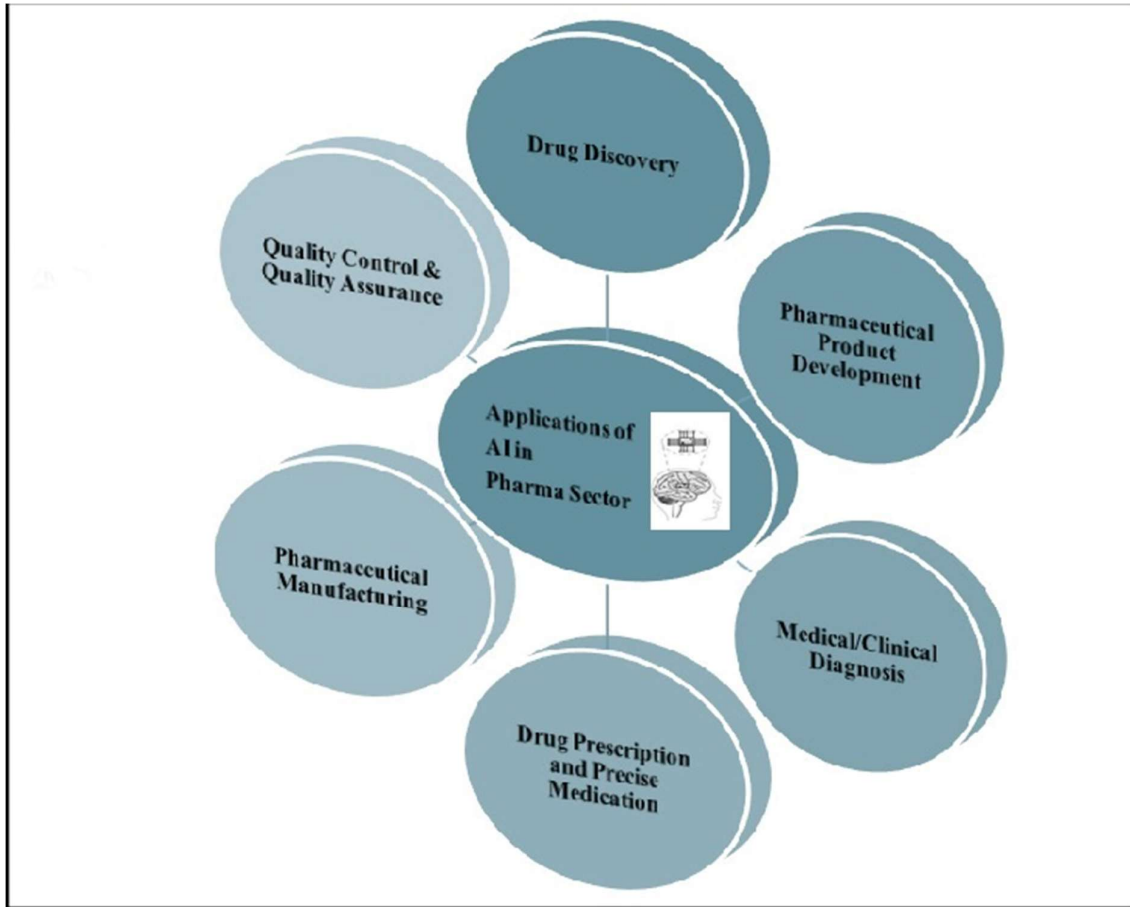 Drug Discovery
Quality Control &
Quality Assurance
Pharmaceutical
Product
Development
Applications of
AI in
Pharma Sector
Pharmaceutical
Manufacturing
Medical/Clinical
Diagnosis
Drug Prescription
and Precise
Medication